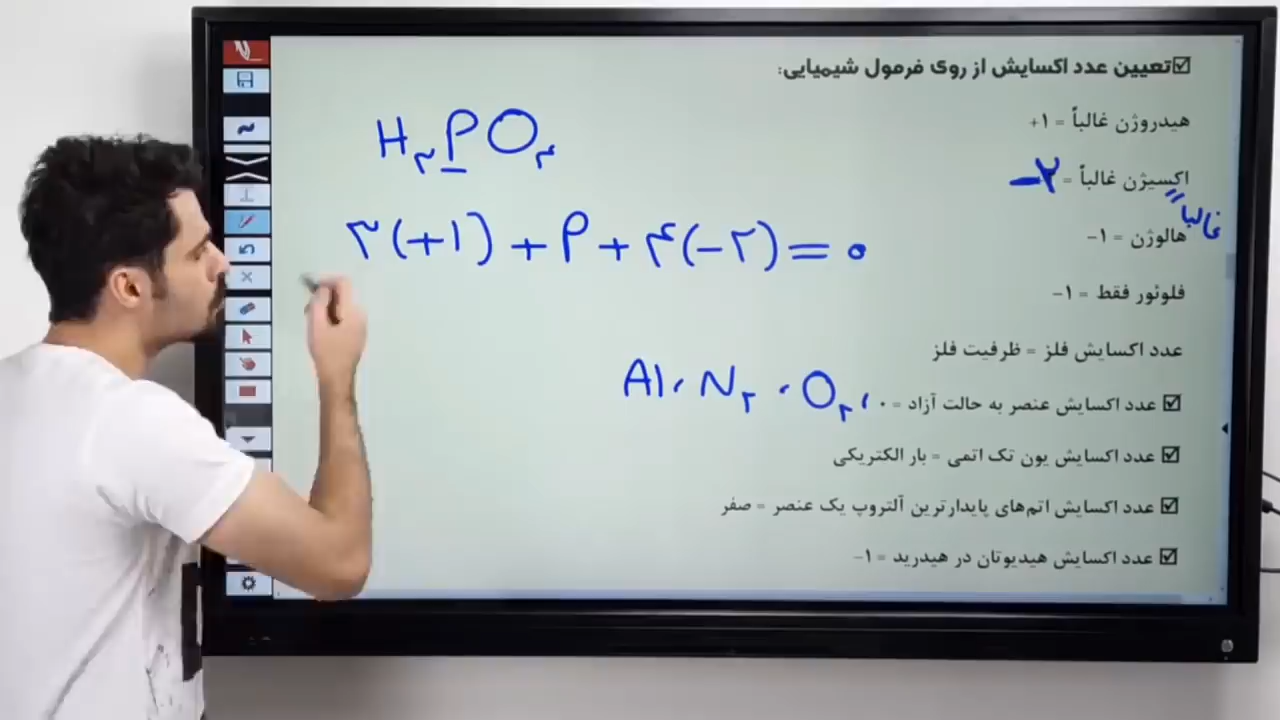 ☑تعیین عدد اکسایش از روی فرمول شیمیایی:
هیدروژن غالباً = ۱+
اکسیژن غالباً = -۲
غالبا
هالوژن = ۱-
فلوئور فقط = ۱-
عدد اکسایش فلز = ظرفیت فلز
☑ عدد اکسایش عنصر به حالت آزاد = ۰
☑ عدد اکسایش یون تک اتمی = بار الکتریکی
☑ عدد اکسایش اتم‌های پایدارترین آلتروپ یک عنصر = صفر
☑ عدد اکسایش هیدیوتان در هیدرید = ۱-
H۳PO۴
۳(+۱) + P + ۴(-۲) = ۰
Al، N۲، O۲،